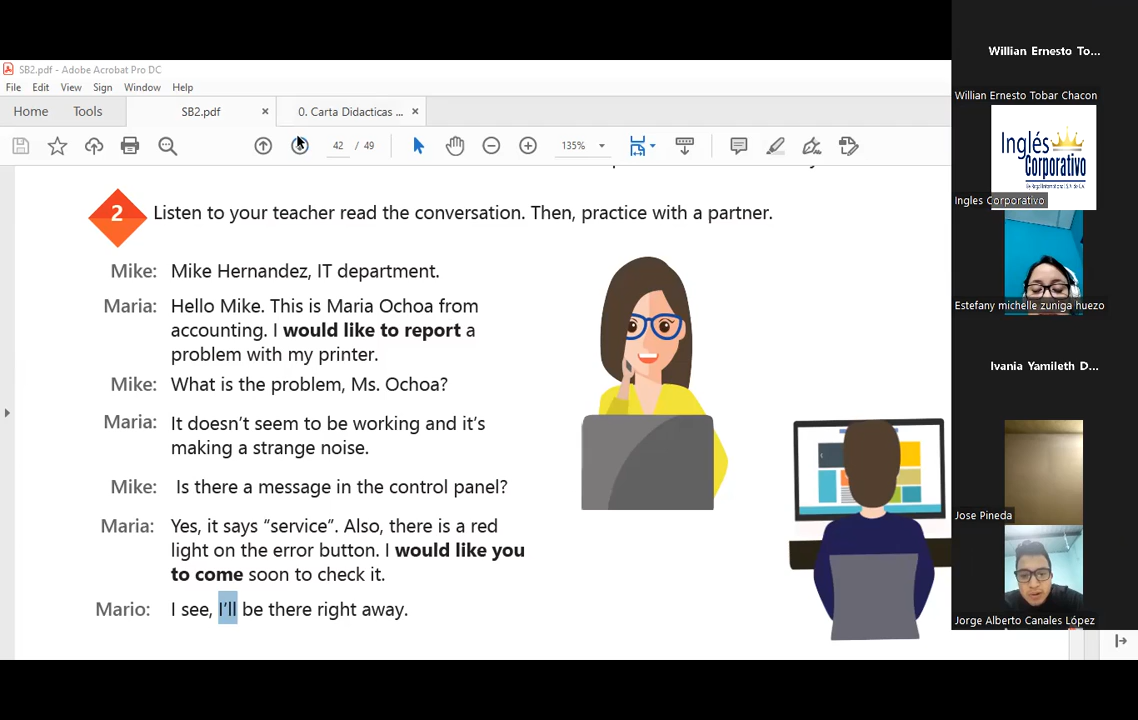 SB2.pdf - Adobe Acrobat Pro DC
File Edit View Sign Window Help
Home Tools SB2.pdf × 0. Carta Didacticas ... ×
42 / 49 135%
2 Listen to your teacher read the conversation. Then, practice with a partner.
Mike: Mike Hernandez, IT department.
Maria: Hello Mike. This is Maria Ochoa from
accounting. I would like to report a
problem with my printer.
Mike: What is the problem, Ms. Ochoa?
Maria: It doesn't seem to be working and it's
making a strange noise.
Mike: Is there a message in the control panel?
Maria: Yes, it says “service”. Also, there is a red
light on the error button. I would like you
to come soon to check it.
Mario: I see, I'll be there right away.
Willian Ernesto To...
Willian Ernesto Tobar Chacon
Inglés
Corporativo
Ingles Corporativo
Estefany michelle zuniga huezo
Ivania Yamileth D...
Jose Pineda
Jorge Alberto Canales López